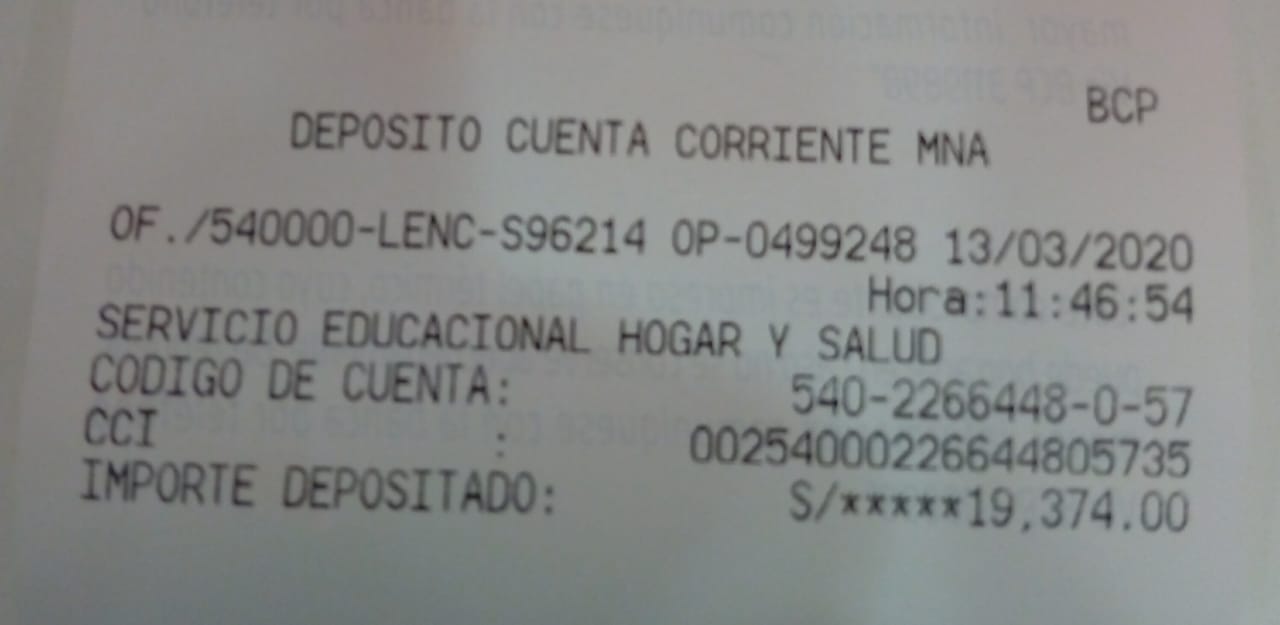 BCP
DEPOSITO CUENTA CORRIENTE MNA
OF./540000-LENC-S96214 OP-0499248 13/03/2020
Hora:11:46:54
SERVICIO EDUCACIONAL HOGAR Y SALUD
CODIGO DE CUENTA: 540-2266448-0-57
CCI : 00254000226644805735
IMPORTE DEPOSITADO: S/*****19,374.00